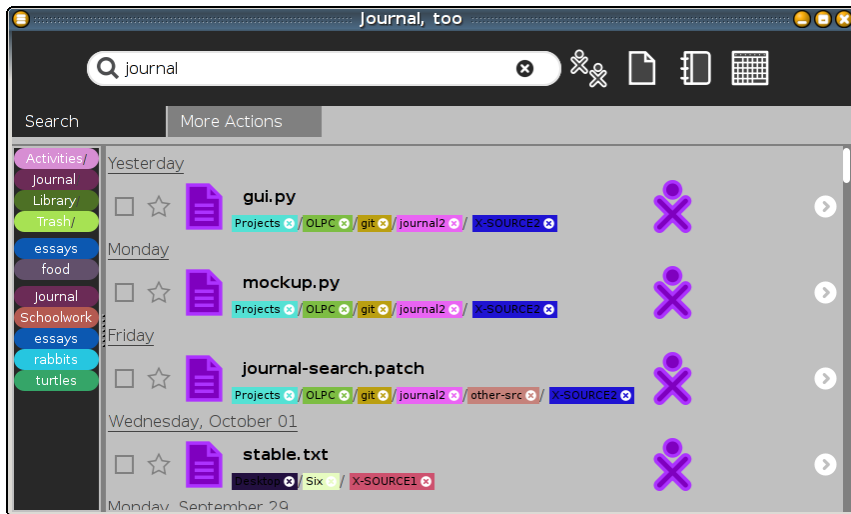 Journal, too
journal
Search
More Actions
Activities/
Journal
Library/
Trash/
essays
food
Journal
Schoolwork
essays
rabbits
turtles
Yesterday
gui.py
Projects / OLPC / git / journal2 / X-SOURCE2
Monday
mockup.py
Projects / OLPC / git / journal2 / X-SOURCE2
Friday
journal-search.patch
Projects / OLPC / git / journal2 / other-src / X-SOURCE2
Wednesday, October 01
stable.txt
Desktop / Six / X-SOURCE1
Monday, September 29